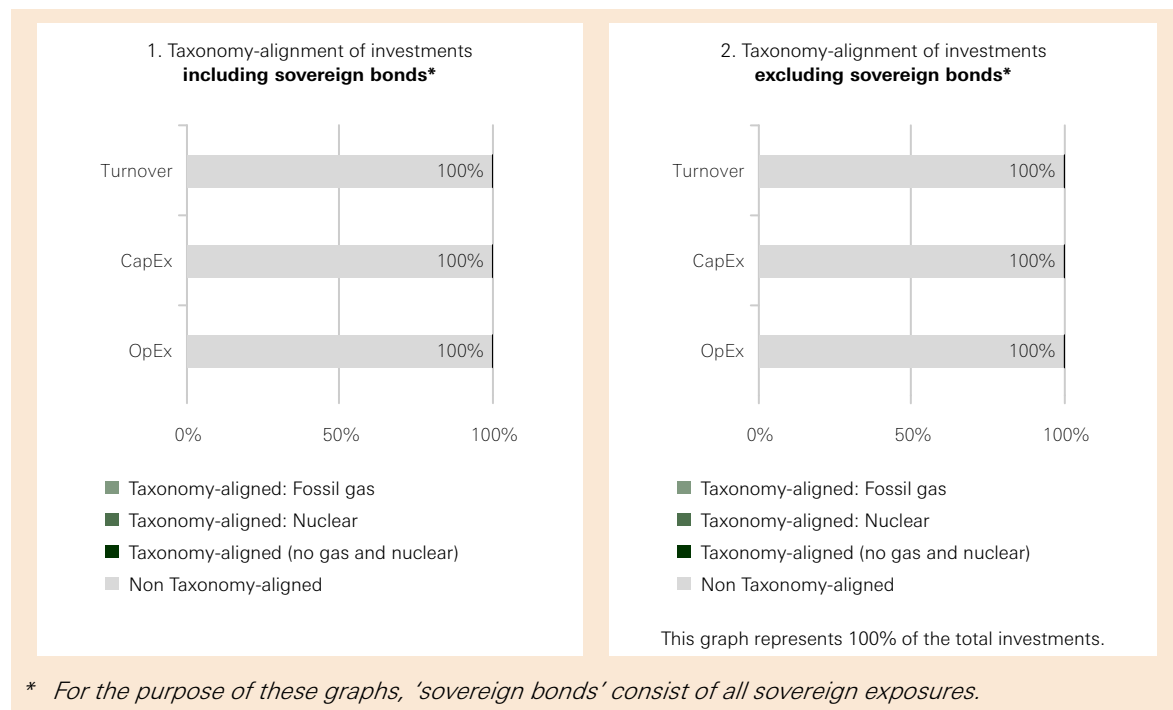 1. Taxonomy-alignment of investments
including sovereign bonds*
Turnover
100%
CapEx
100%
OpEx
100%
0%
50%
100%
Taxonomy-aligned: Fossil gas
Taxonomy-aligned: Nuclear
Taxonomy-aligned (no gas and nuclear)
Non Taxonomy-aligned
2. Taxonomy-alignment of investments
excluding sovereign bonds*
Turnover
100%
CapEx
100%
OpEx
100%
0%
50%
100%
Taxonomy-aligned: Fossil gas
Taxonomy-aligned: Nuclear
Taxonomy-aligned (no gas and nuclear)
Non Taxonomy-aligned
This graph represents 100% of the total investments.
* For the purpose of these graphs, ‘sovereign bonds’ consist of all sovereign exposures.